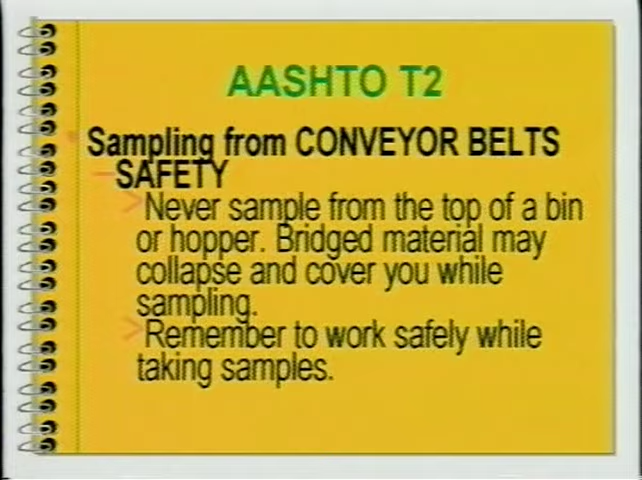 AASHTO T2
Sampling from CONVEYOR BELTS
–SAFETY
>Never sample from the top of a bin
or hopper. Bridged material may
collapse and cover you while
sampling.
>Remember to work safely while
taking samples.